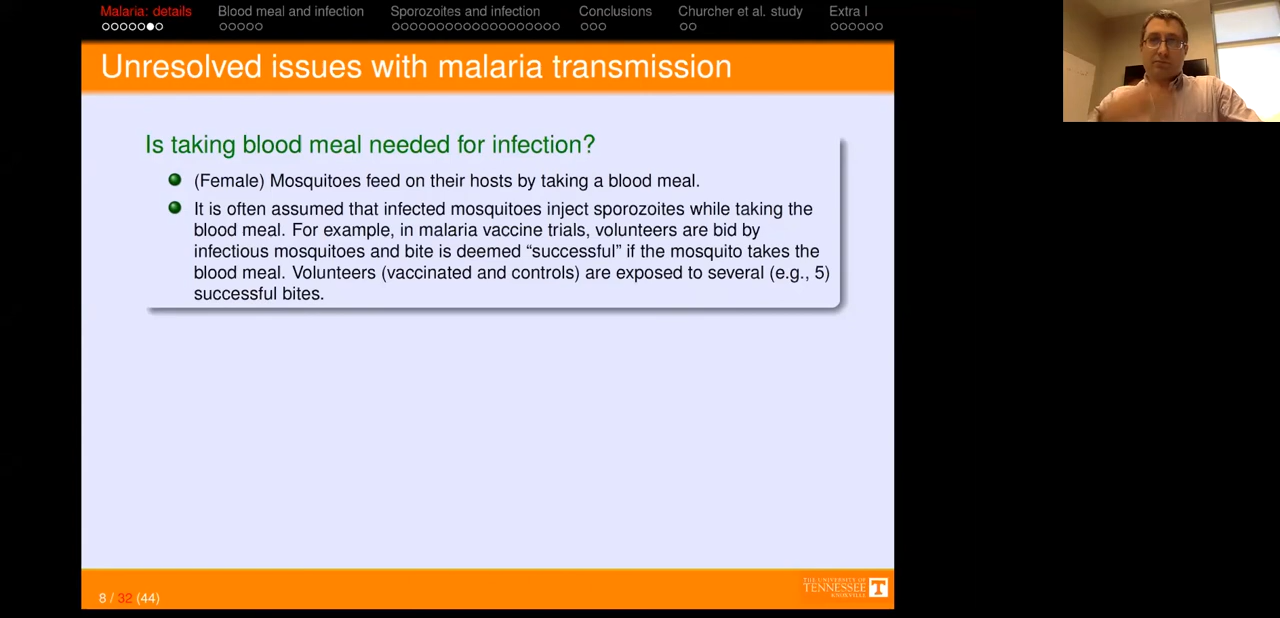 Malaria: details Blood meal and infection Sporozoites and infection Conclusions Churcher et al. study Extra I
Unresolved issues with malaria transmission
Is taking blood meal needed for infection?
(Female) Mosquitoes feed on their hosts by taking a blood meal.
It is often assumed that infected mosquitoes inject sporozoites while taking the
blood meal. For example, in malaria vaccine trials, volunteers are bid by
infectious mosquitoes and bite is deemed “successful” if the mosquito takes the
blood meal. Volunteers (vaccinated and controls) are exposed to several (e.g., 5)
successful bites.
THE UNIVERSITY OF
TENNESSEE
KNOXVILLE
T
8 / 32 (44)